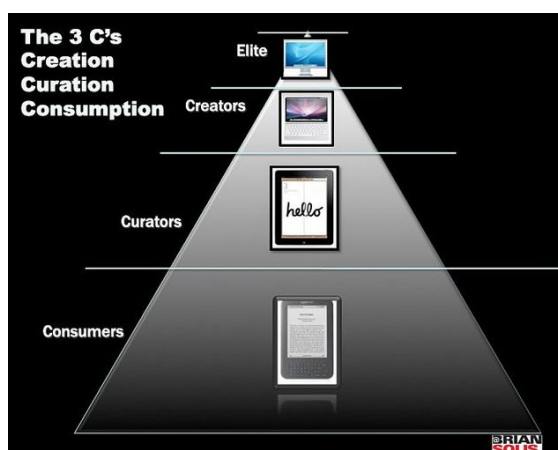 The 3 C's
Creation
Curation
Consumption
Elite
Creators
Curators
hello
Consumers
@BRIAN
SOLIS